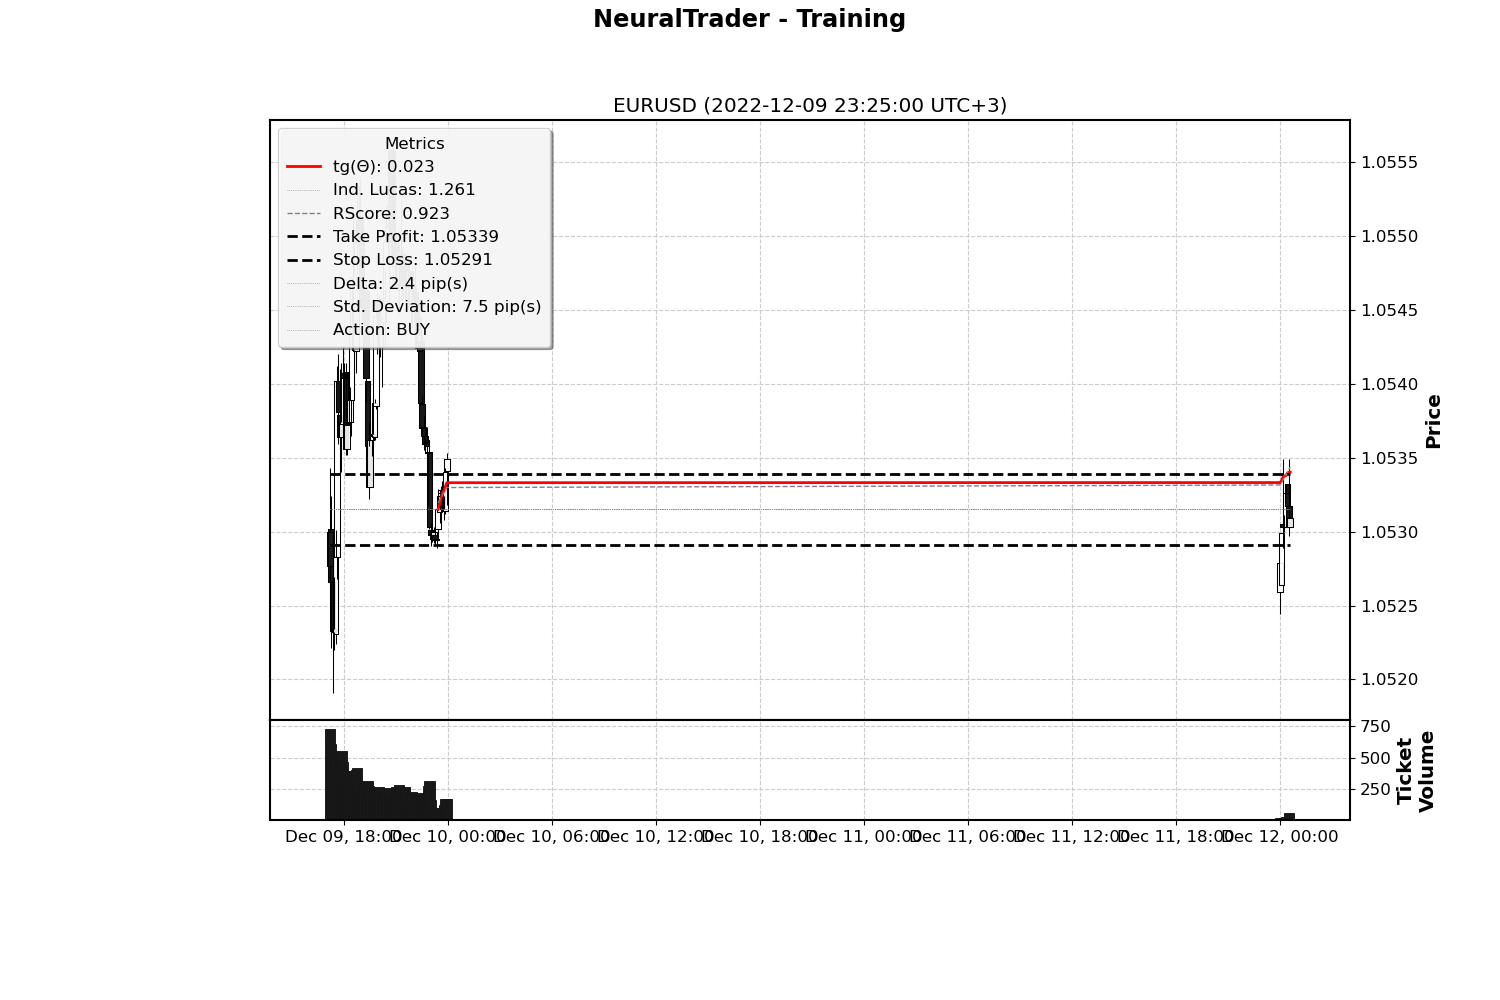 NeuralTrader - Training
EURUSD (2022-12-09 23:25:00 UTC+3)
Metrics
tg(Θ): 0.023
Ind. Lucas: 1.261
RScore: 0.923
Take Profit: 1.05339
Stop Loss: 1.05291
Delta: 2.4 pip(s)
Std. Deviation: 7.5 pip(s)
Action: BUY
1.0555
1.0550
1.0545
1.0540
1.0535
1.0530
1.0525
1.0520
Price
750
500
250
Ticket
Volume
Dec 09, 18:00
Dec 10, 00:00
Dec 10, 06:00
Dec 10, 12:00
Dec 10, 18:00
Dec 11, 00:00
Dec 11, 06:00
Dec 11, 12:00
Dec 11, 18:00
Dec 12, 00:00